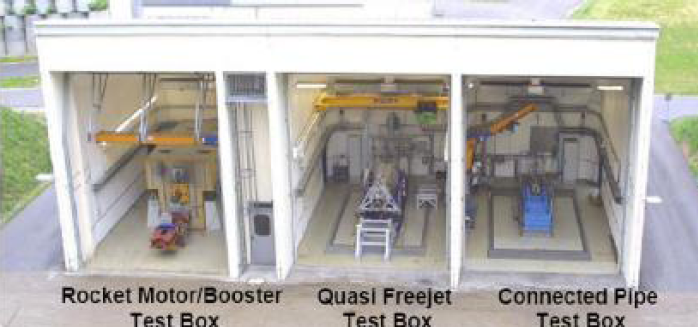 Rocket Motor/Booster
Test Box
Quasi Freejet
Test Box
Connected Pipe
Test Box